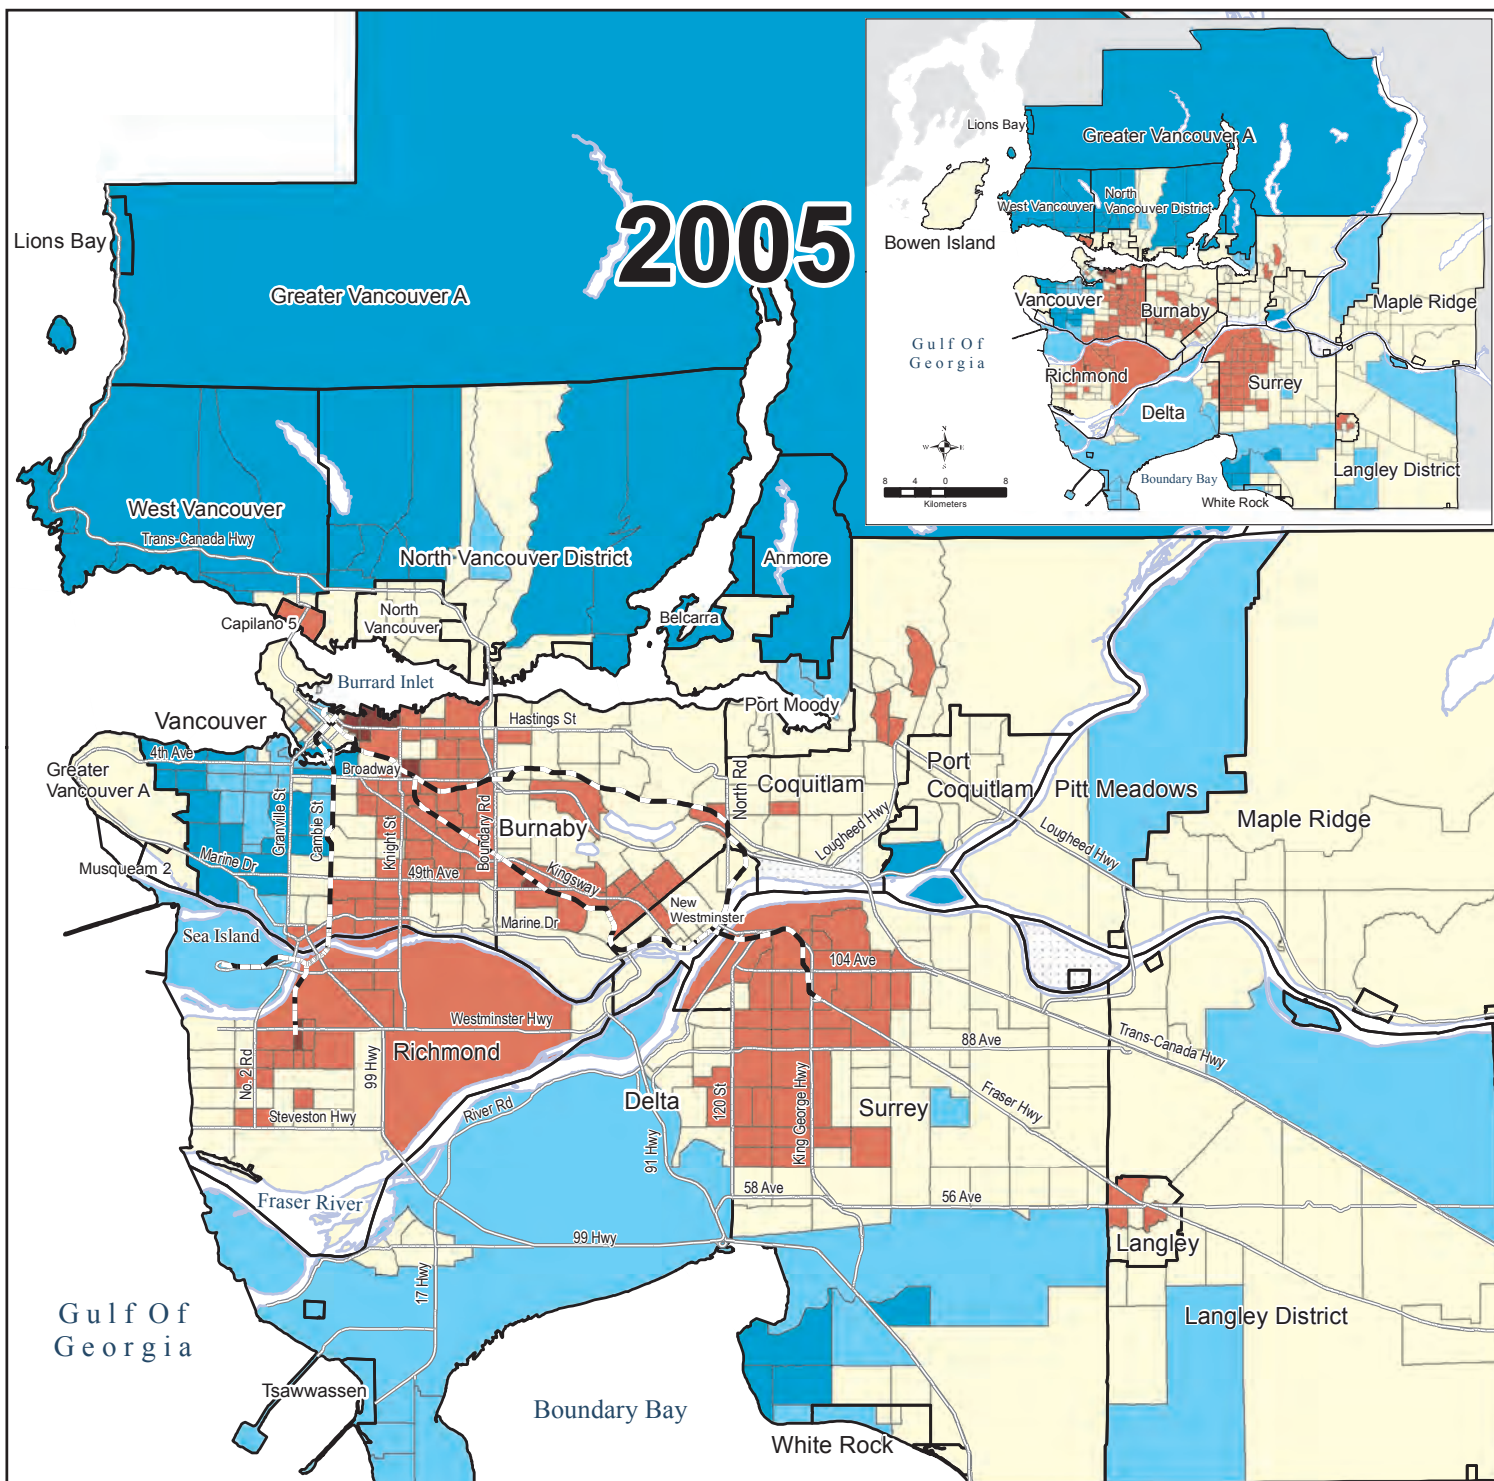 2005
Lions Bay
Greater Vancouver A
West Vancouver
Trans-Canada Hwy
North Vancouver District
Anmore
Belcarra
Capilano 5
North
Vancouver
Burrard Inlet
Port Moody
Vancouver
Hastings St
4th Ave
Broadway
Greater
Vancouver A
Granville St
Cambie St
Knight St
Boundary Rd
North Rd
Burnaby
Coquitlam
Port
Coquitlam
Pitt Meadows
Maple Ridge
Lougheed Hwy
Lougheed Hwy
Marine Dr
Musqueam 2
49th Ave
Kingsway
Marine Dr
New
Westminster
Sea Island
104 Ave
Westminster Hwy
Richmond
No. 2 Rd
99 Hwy
Steveston Hwy
River Rd
Delta
91 Hwy
120 St
King George Hwy
88 Ave
Surrey
Fraser Hwy
Trans-Canada Hwy
58 Ave
56 Ave
Fraser River
99 Hwy
17 Hwy
Langley
Langley District
Gulf Of
Georgia
Tsawwassen
Boundary Bay
White Rock
Lions Bay
Greater Vancouver A
West Vancouver
North
Vancouver District
Bowen Island
Vancouver
Burnaby
Maple Ridge
Gulf Of
Georgia
Richmond
Surrey
Delta
Langley District
Boundary Bay
White Rock
N
W E
S
8 4 0 8
Kilometers